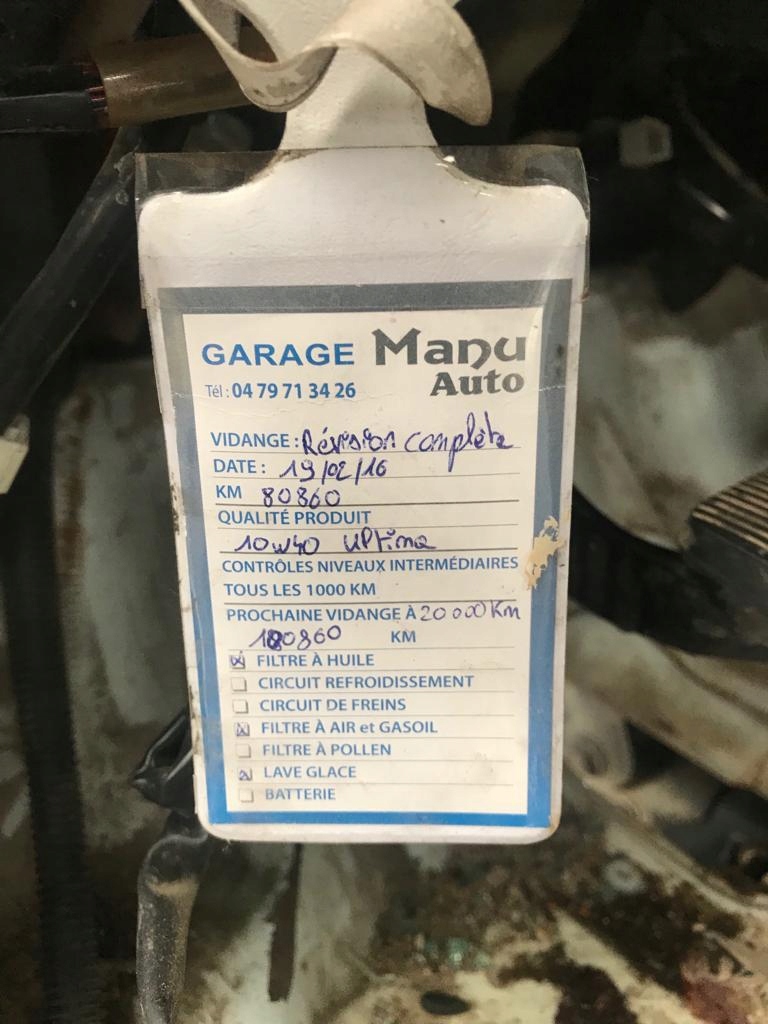 GARAGE Manu
Auto
Tél : 04 79 71 34 26
VIDANGE : Révision complète
DATE : 19/02/16
KM 80860
QUALITÉ PRODUIT
10W40 uptima
CONTRÔLES NIVEAUX INTERMÉDIAIRES
TOUS LES 1000 KM
PROCHAINE VIDANGE À 20 000 Km
100860 KM
FILTRE À HUILE
CIRCUIT REFROIDISSEMENT
CIRCUIT DE FREINS
FILTRE À AIR et GASOIL
FILTRE À POLLEN
LAVE GLACE
BATTERIE